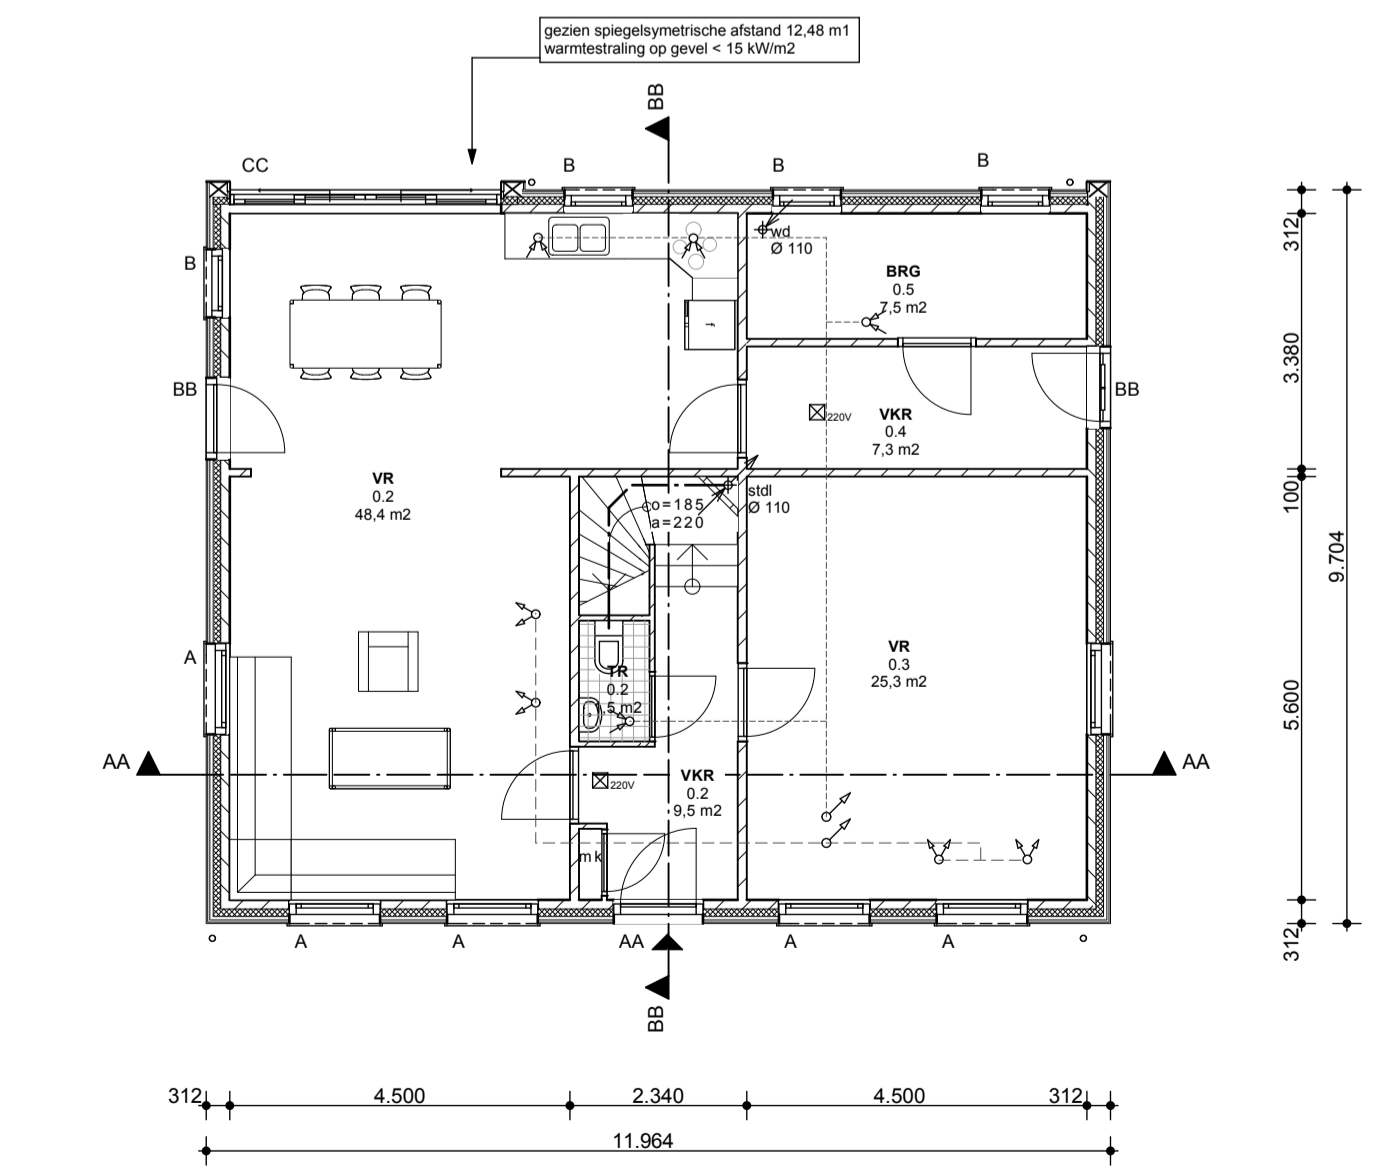 gezien spiegelsymetrische afstand 12,48 m1
warmtestraling op gevel < 15 kW/m2
BB
CC
B
B
B
B
wd
Ø 110
BRG
0.5
7,5 m2
f
BB
BB
220V
VKR
0.4
7,3 m2
VR
0.2
48,4 m2
o=185
a=220
stdl
Ø 110
A
TR
0.2
,5 m2
VR
0.3
25,3 m2
AA
AA
220V
VKR
0.2
9,5 m2
mk
A
A
AA
A
A
BB
312
3.380
100
5.600
312
9.704
312
4.500
2.340
4.500
312
11.964